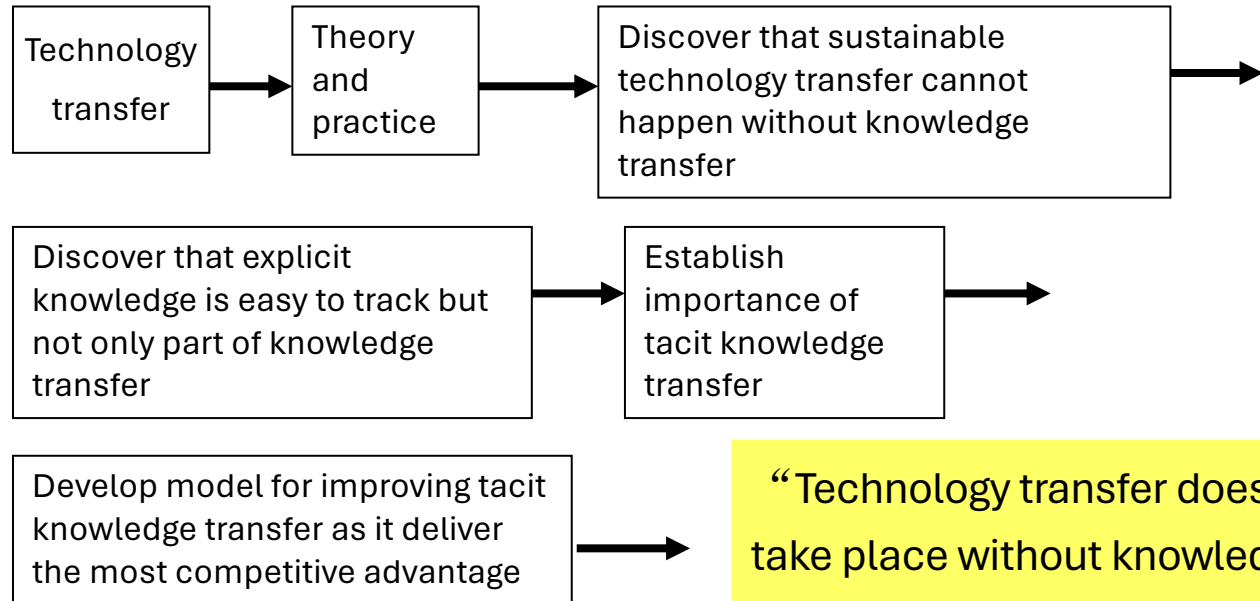 Technology
transfer
Theory
and
practice
Discover that sustainable
technology transfer cannot
happen without knowledge
transfer
Discover that explicit
knowledge is easy to track but
not only part of knowledge
transfer
Establish
importance of
tacit knowledge
transfer
Develop model for improving tacit
knowledge transfer as it deliver
the most competitive advantage
“Technology transfer does
take place without